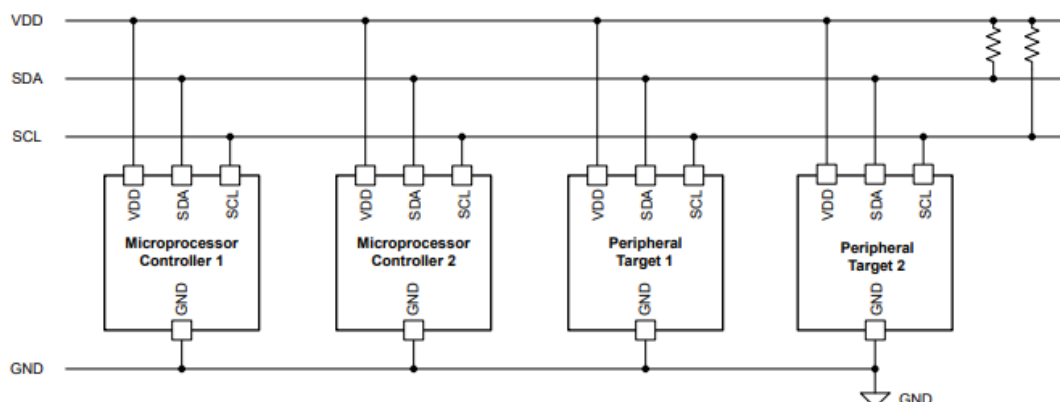 VDD
SDA
SCL
VDD
SDA
SCL
Microprocessor
Controller 1
GND
VDD
SDA
SCL
Microprocessor
Controller 2
GND
VDD
SDA
SCL
Peripheral
Target 1
GND
VDD
SDA
SCL
Peripheral
Target 2
GND
GND
GND